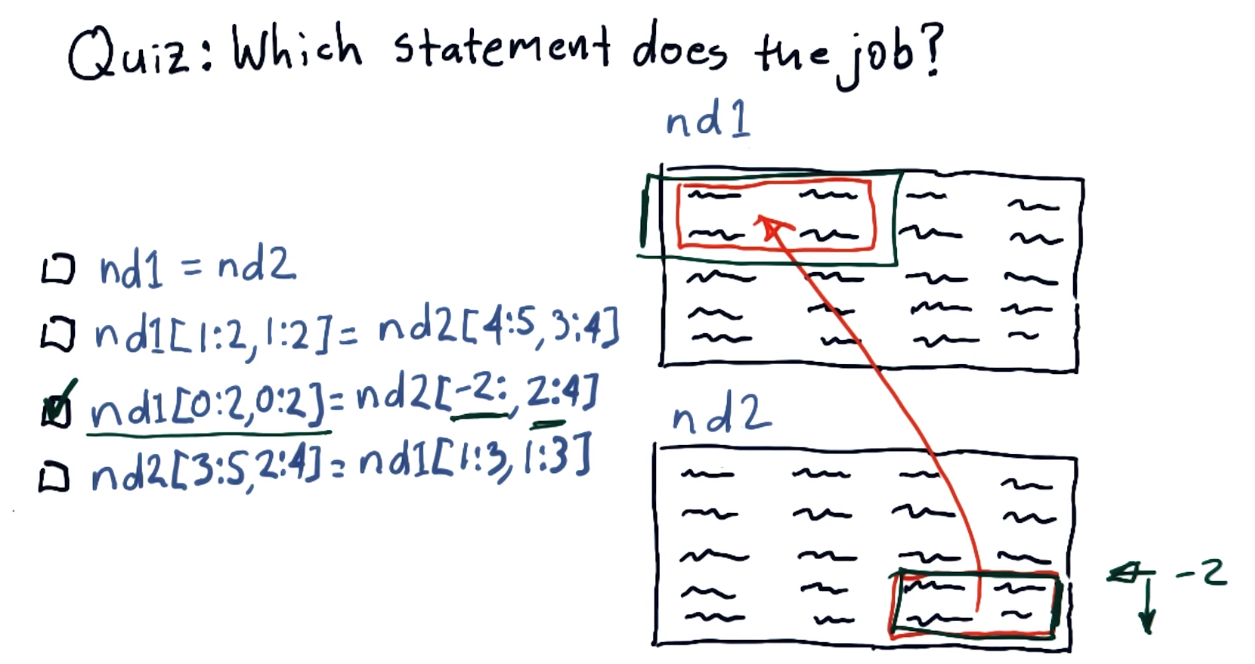 Quiz: Which statement does the job?
nd1
nd1 = nd2
nd1[1:2,1:2]= nd2[4:5,3:4]
nd1[0:2,0:2]= nd2[-2:,2:4]
nd2[3:5,2:4]= nd1[1:3,1:3]
nd2
-2